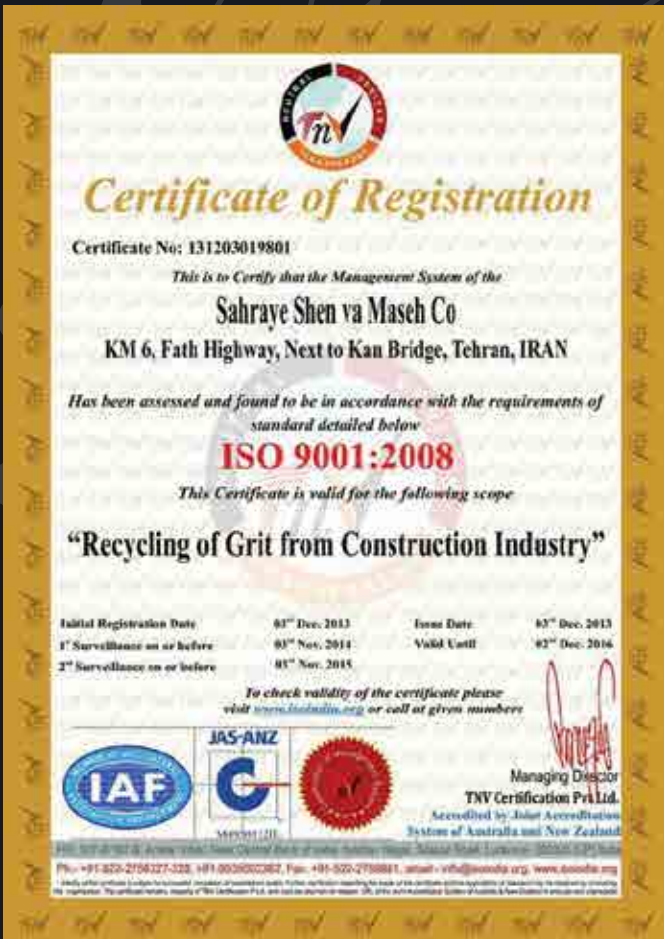 TnV
Certificate of Registration
Certificate No: 131203019801
This is to Certify that the Management System of the
Sahraye Shen va Maseh Co
KM 6, Fath Highway, Next to Kan Bridge, Tehran, IRAN
Has been assessed and found to be in accordance with the requirements of
standard detailed below
ISO 9001:2008
This Certificate is valid for the following scope
“Recycling of Grit from Construction Industry”
Initial Registration Date 03rd Dec. 2013 Issue Date 03rd Dec. 2013
1st Surveillance on or before 03rd Nov. 2014 Valid Until 02nd Dec. 2016
2nd Surveillance on or before 03rd Nov. 2015
To check validity of the certificate please
visit www.isoindia.org or call at given numbers
JAS-ANZ
IAF
Managing Director
TNV Certification Pvt Ltd.
Accredited by Joint Accreditation
System of Australia and New Zealand